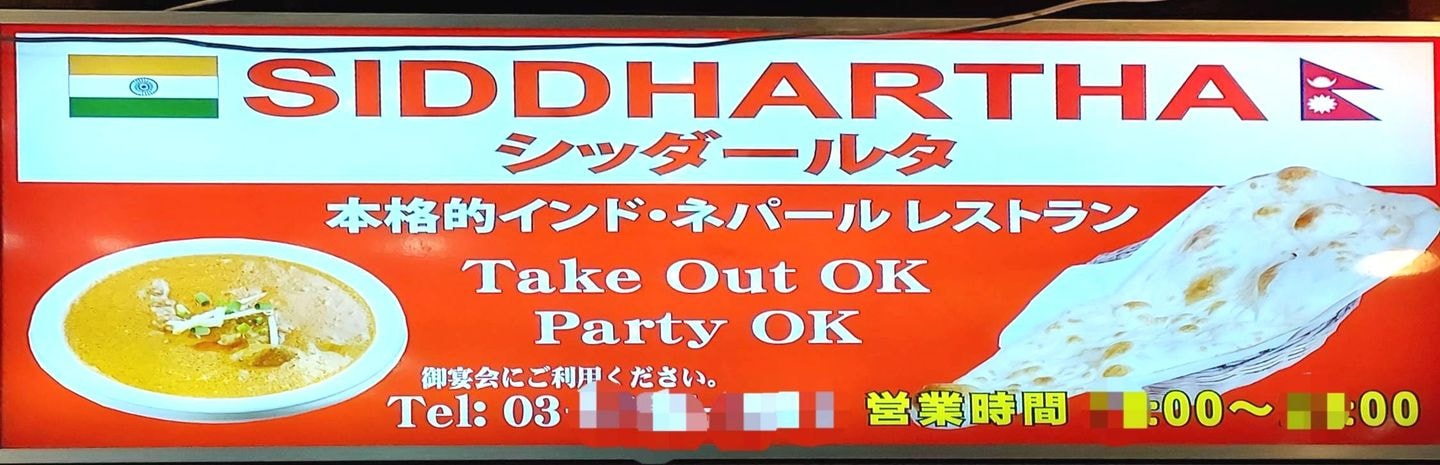 SIDDHARTHA
シッダールタ
本格的インド・ネパール レストラン
Take Out OK
Party OK
御宴会にご利用ください。
Tel: 03
営業時間 :00～ :00